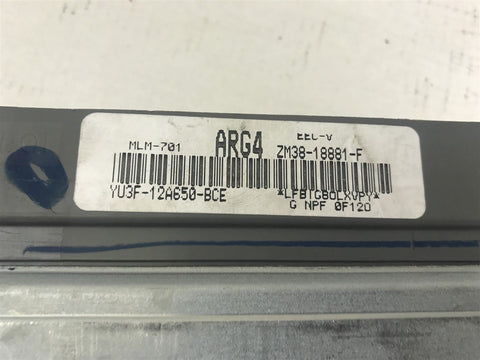 MLM-701 ARG4 EEC-V
ZM38-18881-F
YU3F-12A650-BCE *LFBTGBOLXVPY*
G NPF 0F120